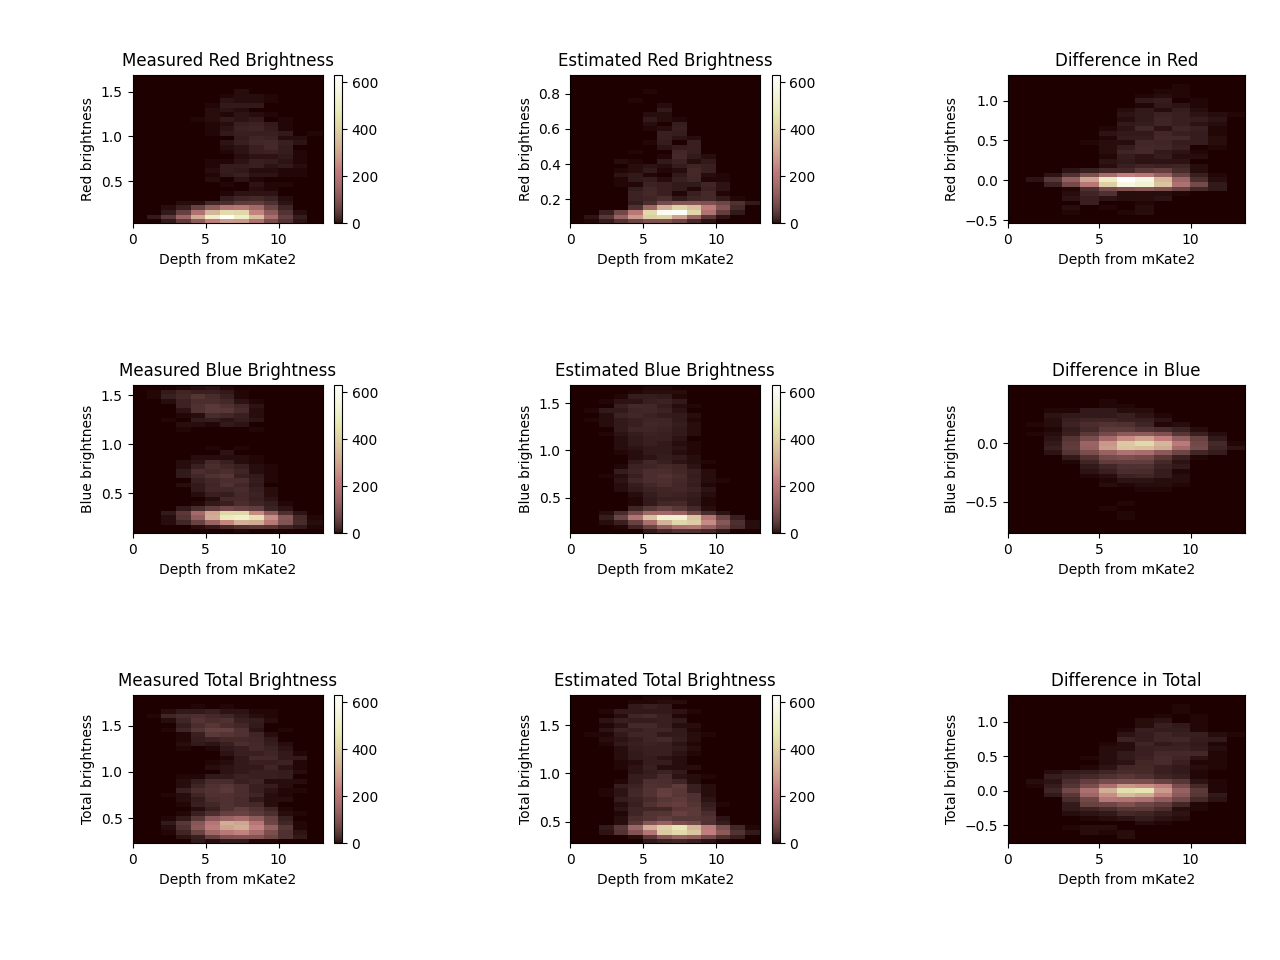 Measured Red Brightness
Estimated Red Brightness
Difference in Red
Red brightness
1.5
1.0
0.5
0
5
10
Depth from mKate2
600
400
200
0
Red brightness
0.8
0.6
0.4
0.2
0
5
10
Depth from mKate2
600
400
200
0
Red brightness
1.0
0.5
0.0
−0.5
0
5
10
Depth from mKate2
Measured Blue Brightness
Estimated Blue Brightness
Difference in Blue
Blue brightness
1.5
1.0
0.5
0
5
10
Depth from mKate2
600
400
200
0
Blue brightness
1.5
1.0
0.5
0
5
10
Depth from mKate2
600
400
200
0
Blue brightness
0.0
−0.5
0
5
10
Depth from mKate2
Measured Total Brightness
Estimated Total Brightness
Difference in Total
Total brightness
1.5
1.0
0.5
0
5
10
Depth from mKate2
600
400
200
0
Total brightness
1.5
1.0
0.5
0
5
10
Depth from mKate2
600
400
200
0
Total brightness
1.0
0.5
0.0
−0.5
0
5
10
Depth from mKate2